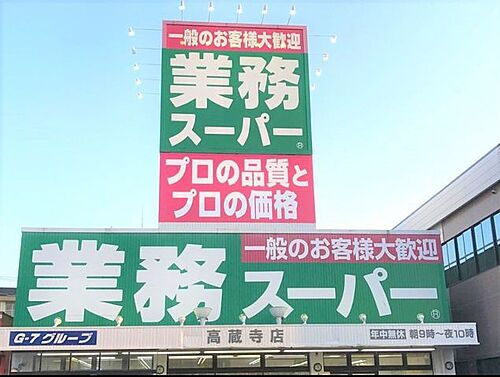 一般のお客様大歓迎
業務
スーパー®
プロの品質と
プロの価格
業務スーパー®
一般のお客様大歓迎
G-7 グループ
高蔵寺店
年中無休 朝9時～夜10時